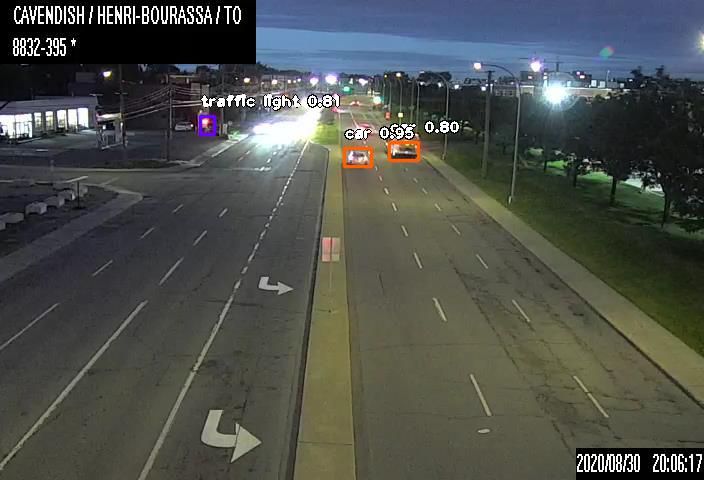 CAVENDISH / HENRI-BOURASSA / TO
8832-395 *
traffic light 0.81
car 0.95
0.80
2020/08/30 20:06:17